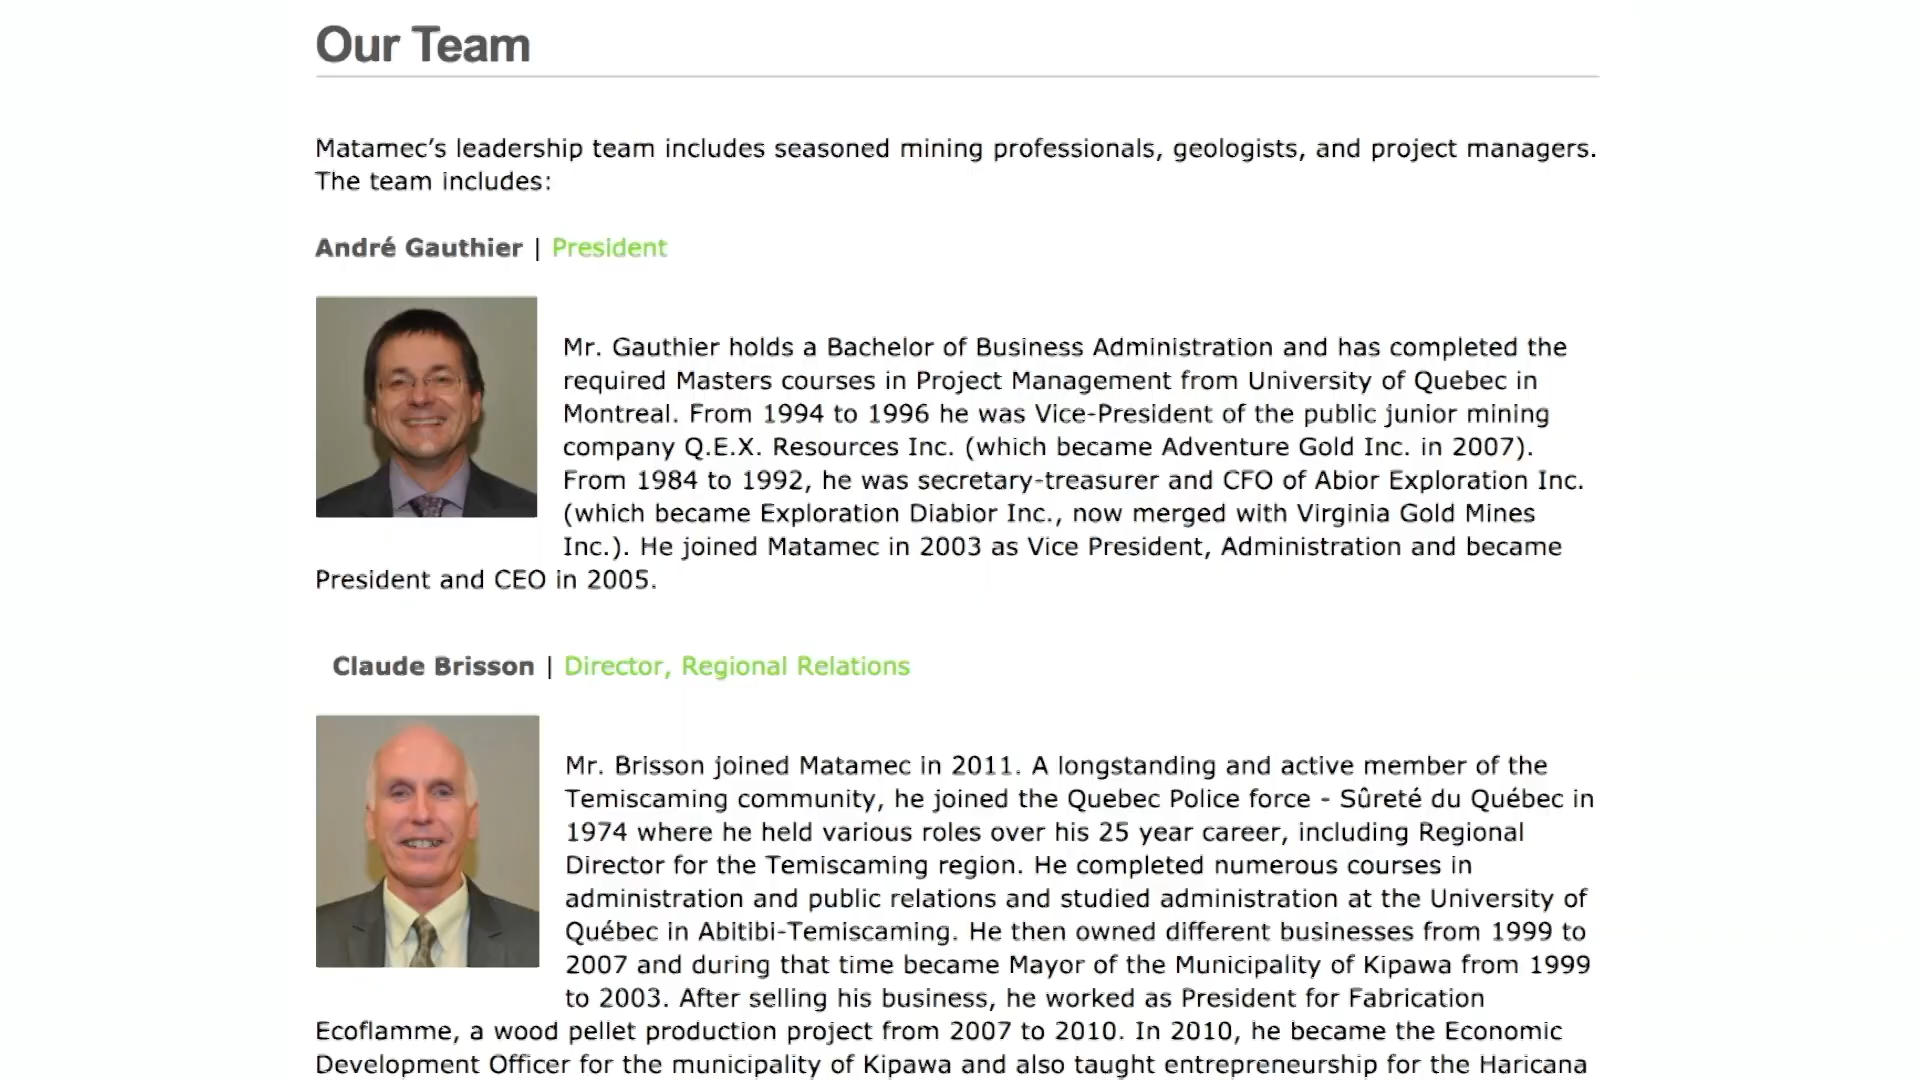 Our Team
Matamec’s leadership team includes seasoned mining professionals, geologists, and project managers.
The team includes:
André Gauthier | President
Mr. Gauthier holds a Bachelor of Business Administration and has completed the
required Masters courses in Project Management from University of Quebec in
Montreal. From 1994 to 1996 he was Vice-President of the public junior mining
company Q.E.X. Resources Inc. (which became Adventure Gold Inc. in 2007).
From 1984 to 1992, he was secretary-treasurer and CFO of Abior Exploration Inc.
(which became Exploration Diabior Inc., now merged with Virginia Gold Mines
Inc.). He joined Matamec in 2003 as Vice President, Administration and became
President and CEO in 2005.
Claude Brisson | Director, Regional Relations
Mr. Brisson joined Matamec in 2011. A longstanding and active member of the
Temiscaming community, he joined the Quebec Police force - Sûreté du Québec in
1974 where he held various roles over his 25 year career, including Regional
Director for the Temiscaming region. He completed numerous courses in
administration and public relations and studied administration at the University of
Québec in Abitibi-Temiscaming. He then owned different businesses from 1999 to
2007 and during that time became Mayor of the Municipality of Kipawa from 1999
to 2003. After selling his business, he worked as President for Fabrication
Ecoflamme, a wood pellet production project from 2007 to 2010. In 2010, he became the Economic
Development Officer for the municipality of Kipawa and also taught entrepreneurship for the Haricana